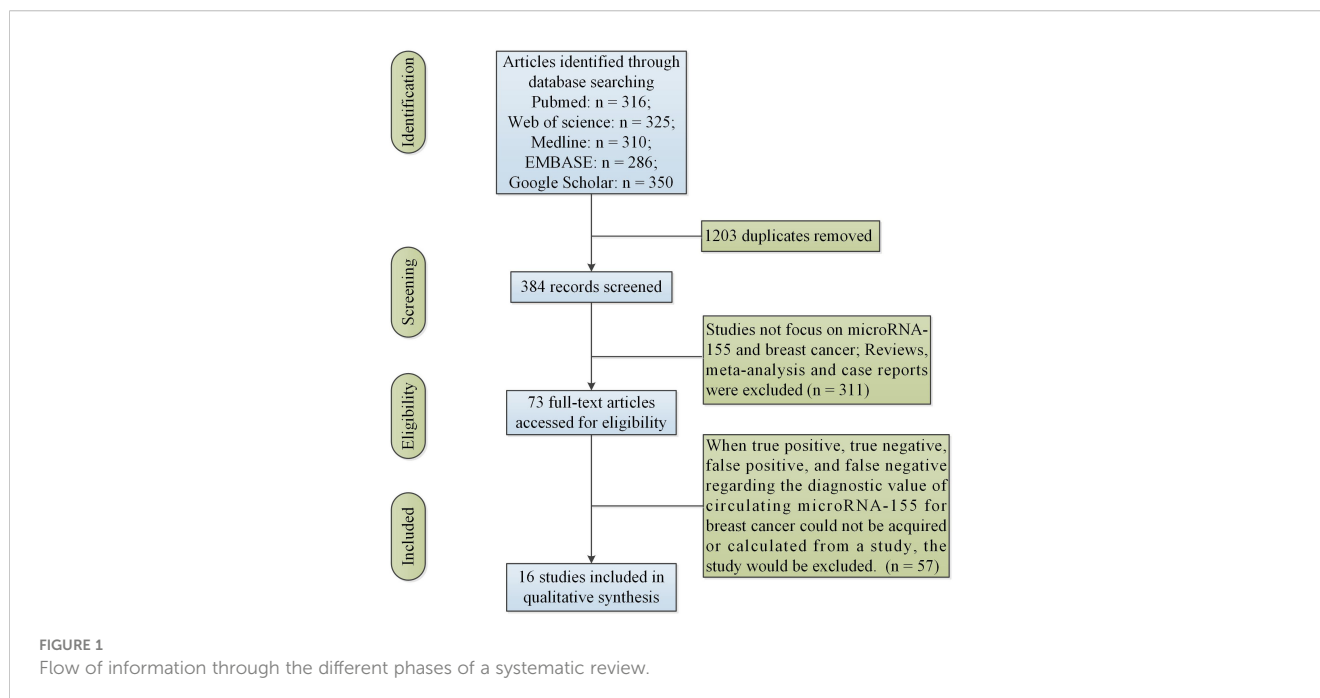 Identification
Articles identified through
database searching
Pubmed: n = 316;
Web of science: n = 325;
Medline: n = 310;
EMBASE: n = 286;
Google Scholar: n = 350
1203 duplicates removed
Screening
384 records screened
Studies not focus on microRNA-
155 and breast cancer; Reviews,
meta-analysis and case reports
were excluded (n = 311)
Eligibility
73 full-text articles
accessed for eligibility
When true positive, true negative,
false positive, and false negative
regarding the diagnostic value of
circulating microRNA-155 for
breast cancer could not be acquired
or calculated from a study, the
study would be excluded. (n = 57)
Included
16 studies included in
qualitative synthesis
FIGURE 1
Flow of information through the different phases of a systematic review.